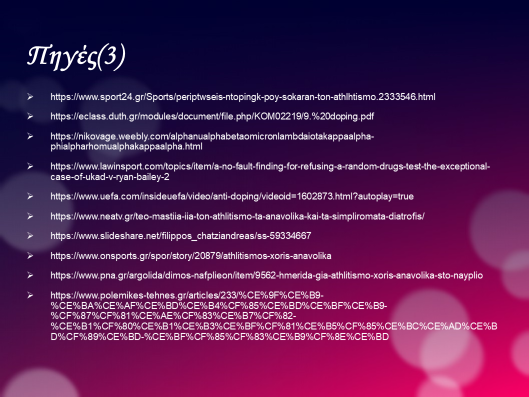 Πηγές(3)
➢ https://www.sport24.gr/Sports/periptwseis-ntopingk-poy-sokaran-ton-athlhtismo.2333546.html
➢ https://eclass.duth.gr/modules/document/file.php/KOM02219/9.%20doping.pdf
➢ https://nikovage.weebly.com/alphanualphabetaomicronlambdaiotakappaalpha-
phialpharhomualphakappaalpha.html
➢ https://www.lawinsport.com/topics/item/a-no-fault-finding-for-refusing-a-random-drugs-test-the-exceptional-
case-of-ukad-v-ryan-bailey-2
➢ https://www.uefa.com/insideuefa/video/anti-doping/videoid=1602873.html?autoplay=true
➢ https://www.neatv.gr/teo-mastiia-iia-ton-athlitismo-ta-anavolika-kai-ta-simpliromata-diatrofis/
➢ https://www.slideshare.net/filippos_chatziandreas/ss-59334667
➢ https://www.onsports.gr/spor/story/20879/athlitismos-xoris-anavolika
➢ https://www.pna.gr/argolida/dimos-nafplieon/item/9562-hmerida-gia-athlitismo-xoris-anavolika-sto-nayplio
➢ https://www.polemikes-tehnes.gr/articles/233/%CE%9F%CE%B9-
%CE%BA%CE%AF%CE%BD%CE%B4%CF%85%CE%BD%CE%BF%CE%B9-
%CF%87%CF%81%CE%AE%CF%83%CE%B7%CF%82-
%CE%B1%CF%80%CE%B1%CE%B3%CE%BF%CF%81%CE%B5%CF%85%CE%BC%CE%AD%CE%B
D%CF%89%CE%BD-%CE%BF%CF%85%CF%83%CE%B9%CF%8E%CE%BD